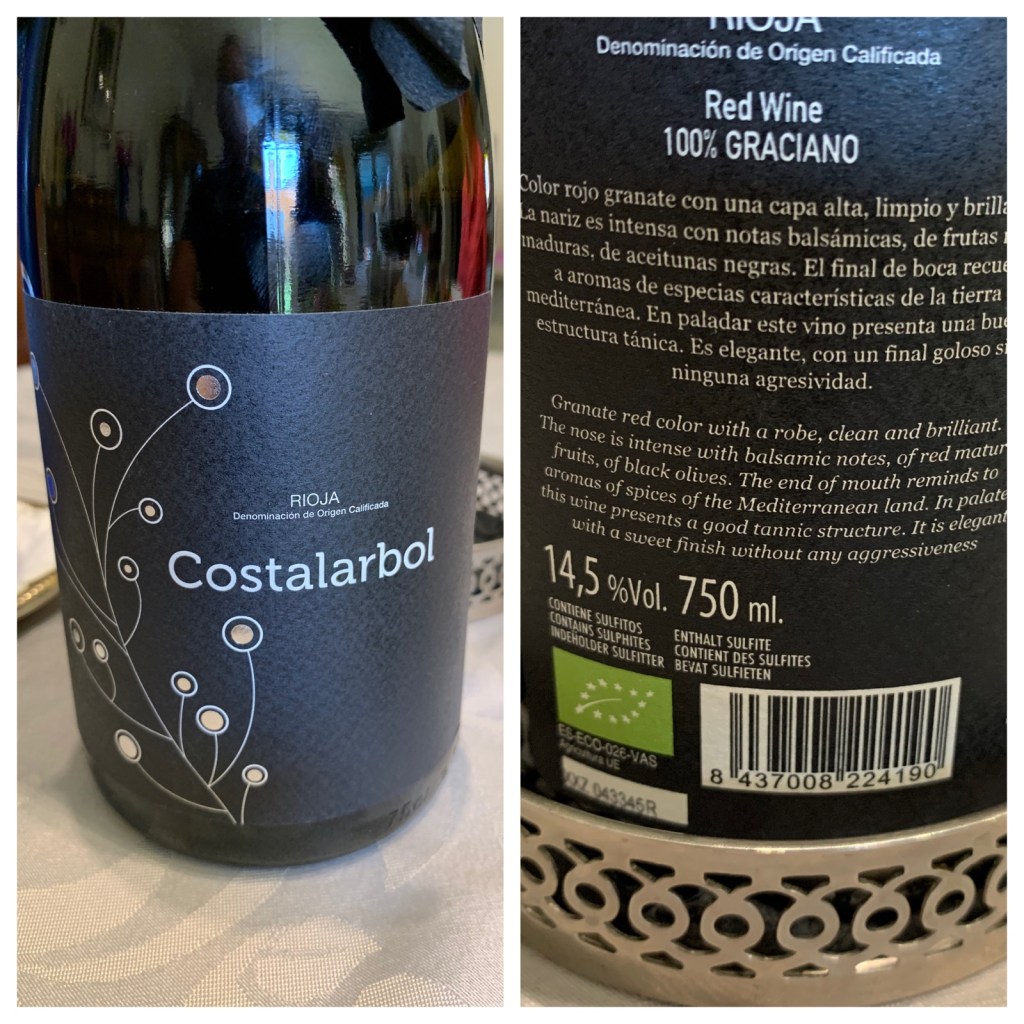 RIOJA
Denominación de Origen Calificada
Costalarbol
RIOJA
Denominación de Origen Calificada
Red Wine
100% GRACIANO
Color rojo granate con una capa alta, limpio y brilla
La nariz es intensa con notas balsámicas, de frutas
maduras, de aceitunas negras. El final de boca recue
a aromas de especias características de la tierra
mediterránea. En paladar este vino presenta una bue
estructura tánica. Es elegante, con un final goloso si
ninguna agresividad.
Granate red color with a robe, clean and brilliant.
The nose is intense with balsamic notes, of red matur
fruits, of black olives. The end of mouth reminds to
aromas of spices of the Mediterranean land. In palate
this wine presents a good tannic structure. It is elegant
with a sweet finish without any aggressiveness
14,5 %Vol. 750 ml.
CONTIENE SULFITOS
CONTAINS SULPHITES
INDEHOLDER SULFITTER
ENTHALT SULFITE
CONTIENT DES SULFITES
BEVAT SULFIETEN
ES-ECO-026-VAS
Agricultura UE
8 437008 224190
043345R